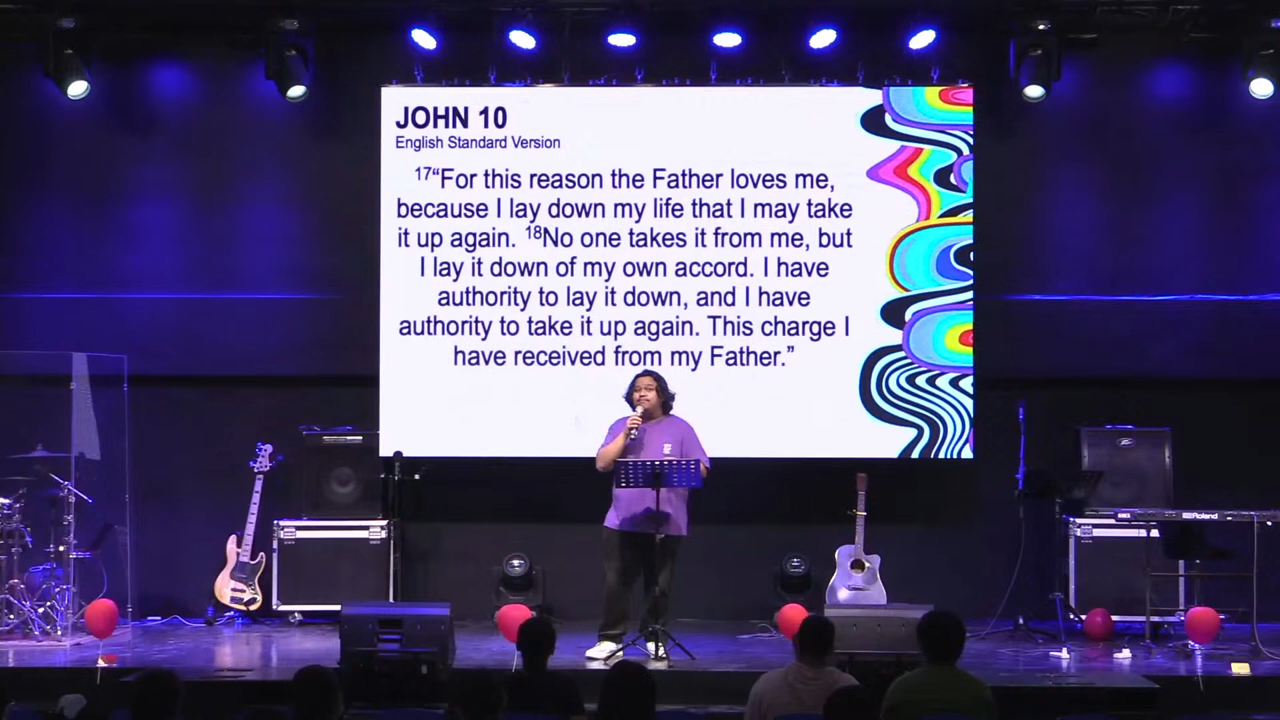 JOHN 10
English Standard Version
17“For this reason the Father loves me,
because I lay down my life that I may take
it up again. 18No one takes it from me, but
I lay it down of my own accord. I have
authority to lay it down, and I have
authority to take it up again. This charge I
have received from my Father.”
Roland